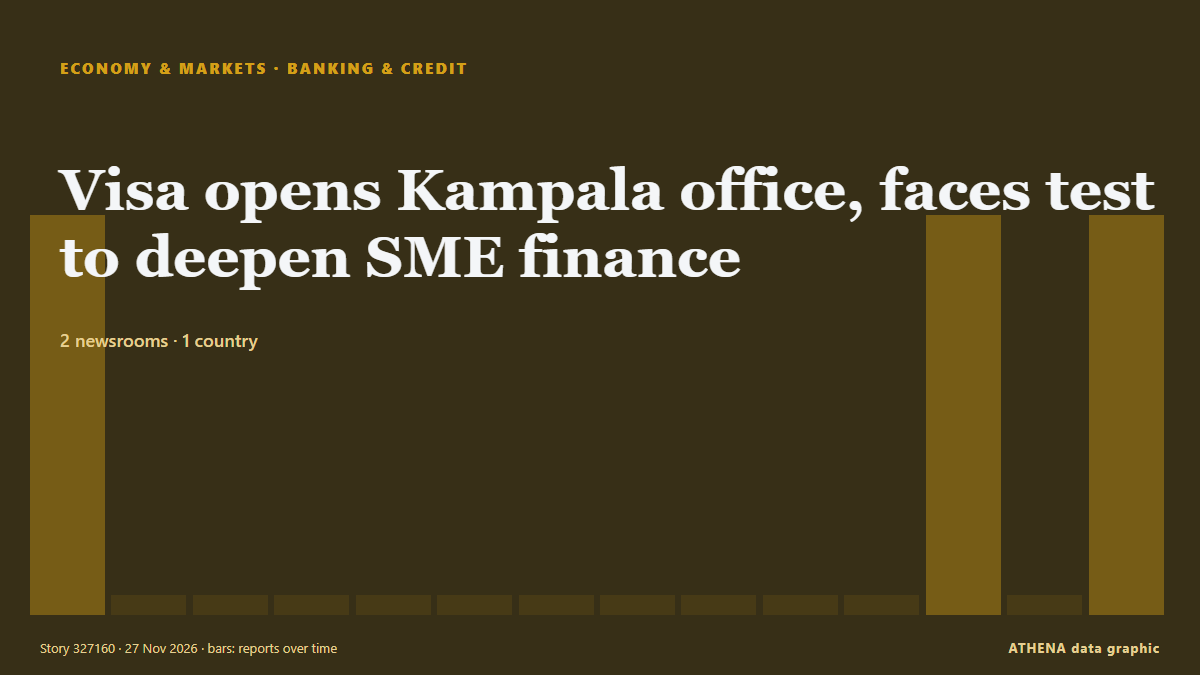 ECONOMY & MARKETS · BANKING & CREDIT
Visa opens Kampala office, faces test
to deepen SME finance
2 newsrooms · 1 country
Story 327160 · 27 Nov 2026 · bars: reports over time
ATHENA data graphic